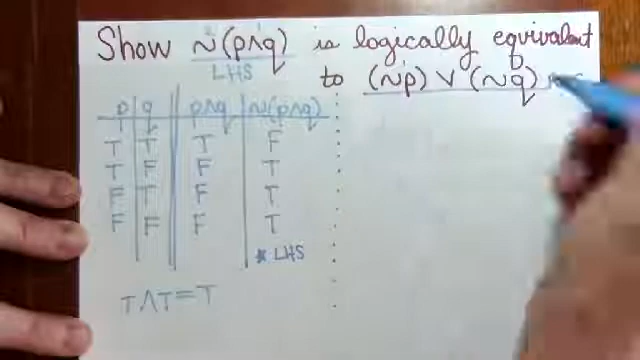 Show ~(p∧q) is logically equivalent
LHS
to (~p) ∨ (~q)
p q p∧q ~(p∧q)
T T T F
T F F T
F T F T
F F F T
* LHS
T∧T=T